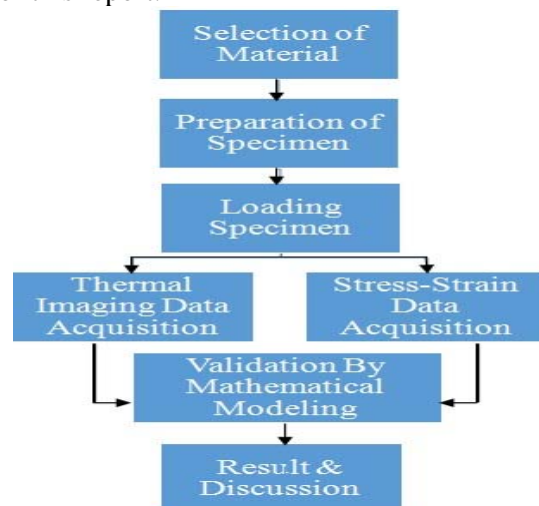 Selection of
Material
Preparation of
Specimen
Loading
Specimen
Thermal
Imaging Data
Acquisition
Stress-Strain
Data
Acquisition
Validation By
Mathematical
Modeling
Result &
Discussion